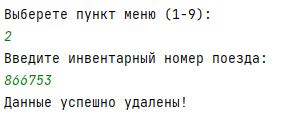 Выберете пункт меню (1-9):
2
Введите инвентарный номер поезда:
866753
Данные успешно удалены!